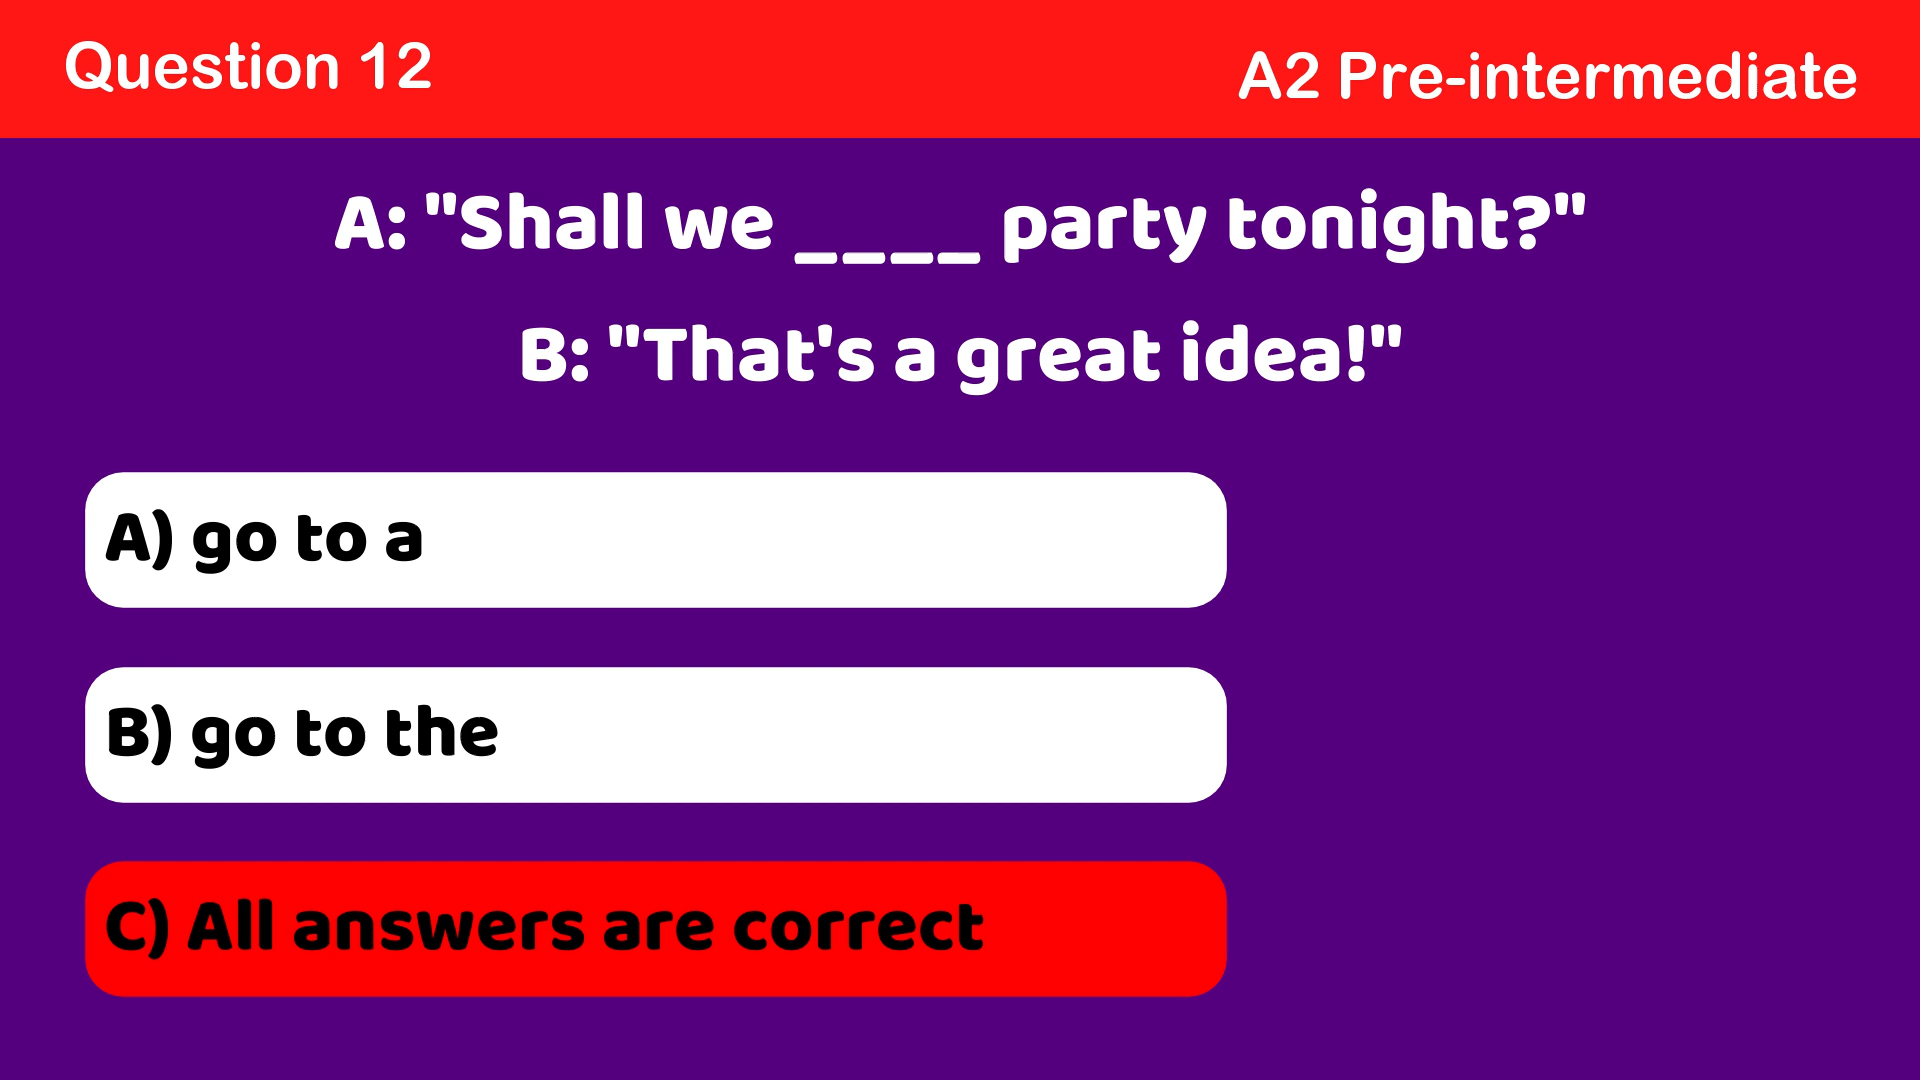 Question 12
A2 Pre-intermediate
A: "Shall we ____ party tonight?"
B: "That's a great idea!"
A) go to a
B) go to the
C) All answers are correct